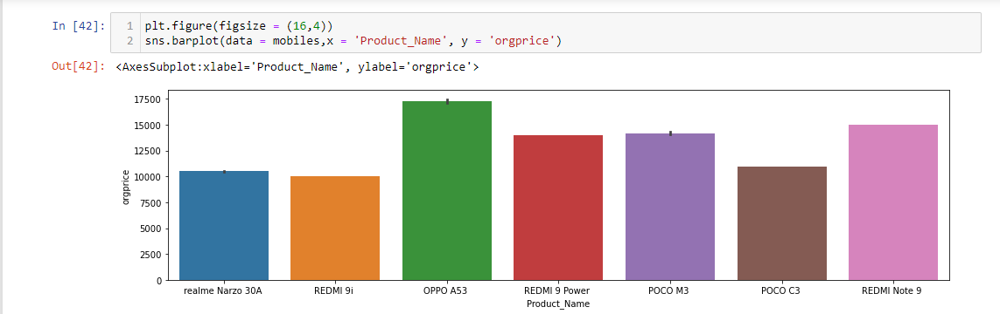 In [42]:
1 plt.figure(figsize = (16,4))
2 sns.barplot(data = mobiles,x = 'Product_Name', y = 'orgprice')
Out[42]: <AxesSubplot:xlabel='Product_Name', ylabel='orgprice'>
17500
15000
12500
10000
7500
5000
2500
0
orgprice
realme Narzo 30A REDMI 9i OPPO A53 REDMI 9 Power POCO M3 POCO C3 REDMI Note 9
Product_Name